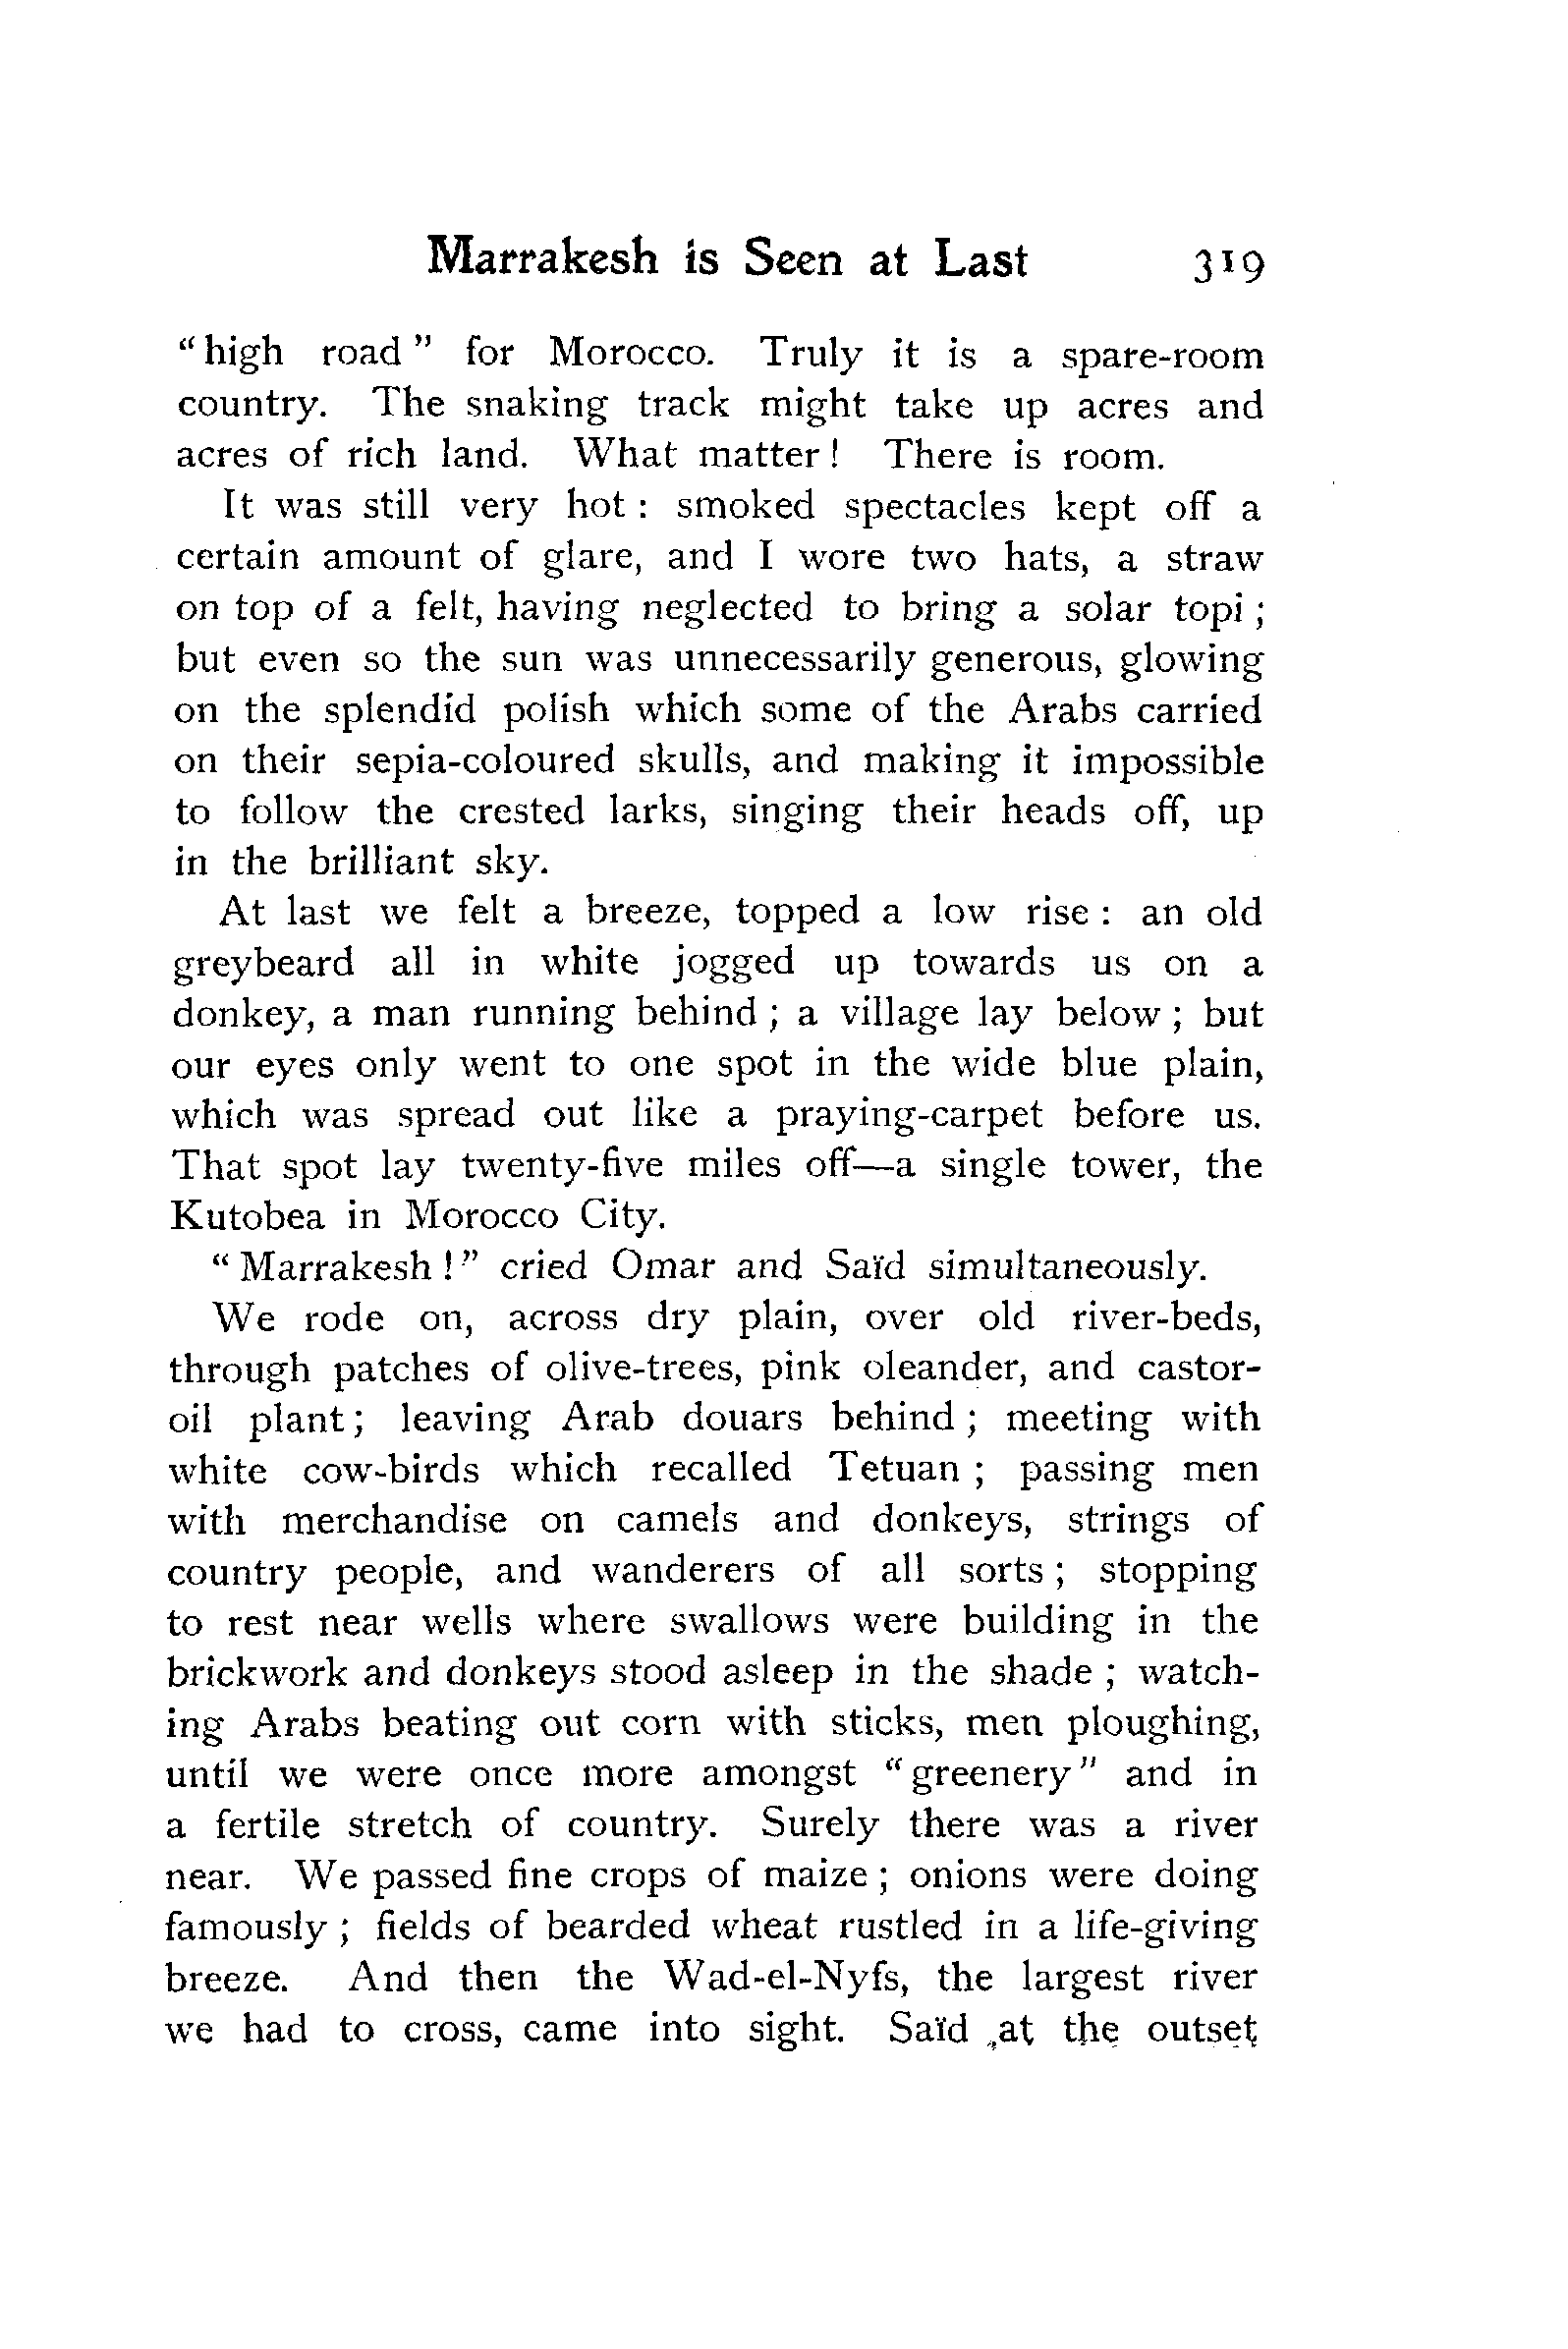 Marrakesh is Seen at Last 319
“high road” for Morocco. Truly it is a spare-room
country. The snaking track might take up acres and
acres of rich land. What matter! There is room.
It was still very hot: smoked spectacles kept off a
certain amount of glare, and I wore two hats, a straw
on top of a felt, having neglected to bring a solar topi;
but even so the sun was unnecessarily generous, glowing
on the splendid polish which some of the Arabs carried
on their sepia-coloured skulls, and making it impossible
to follow the crested larks, singing their heads off, up
in the brilliant sky.
At last we felt a breeze, topped a low rise: an old
greybeard all in white jogged up towards us on a
donkey, a man running behind; a village lay below; but
our eyes only went to one spot in the wide blue plain,
which was spread out like a praying-carpet before us.
That spot lay twenty-five miles off—a single tower, the
Kutobea in Morocco City.
“Marrakesh!” cried Omar and Saïd simultaneously.
We rode on, across dry plain, over old river-beds,
through patches of olive-trees, pink oleander, and castor-
oil plant; leaving Arab douars behind; meeting with
white cow-birds which recalled Tetuan; passing men
with merchandise on camels and donkeys, strings of
country people, and wanderers of all sorts; stopping
to rest near wells where swallows were building in the
brickwork and donkeys stood asleep in the shade; watch-
ing Arabs beating out corn with sticks, men ploughing,
until we were once more amongst “greenery” and in
a fertile stretch of country. Surely there was a river
near. We passed fine crops of maize; onions were doing
famously; fields of bearded wheat rustled in a life-giving
breeze. And then the Wad-el-Nyfs, the largest river
we had to cross, came into sight. Saïd at the outset